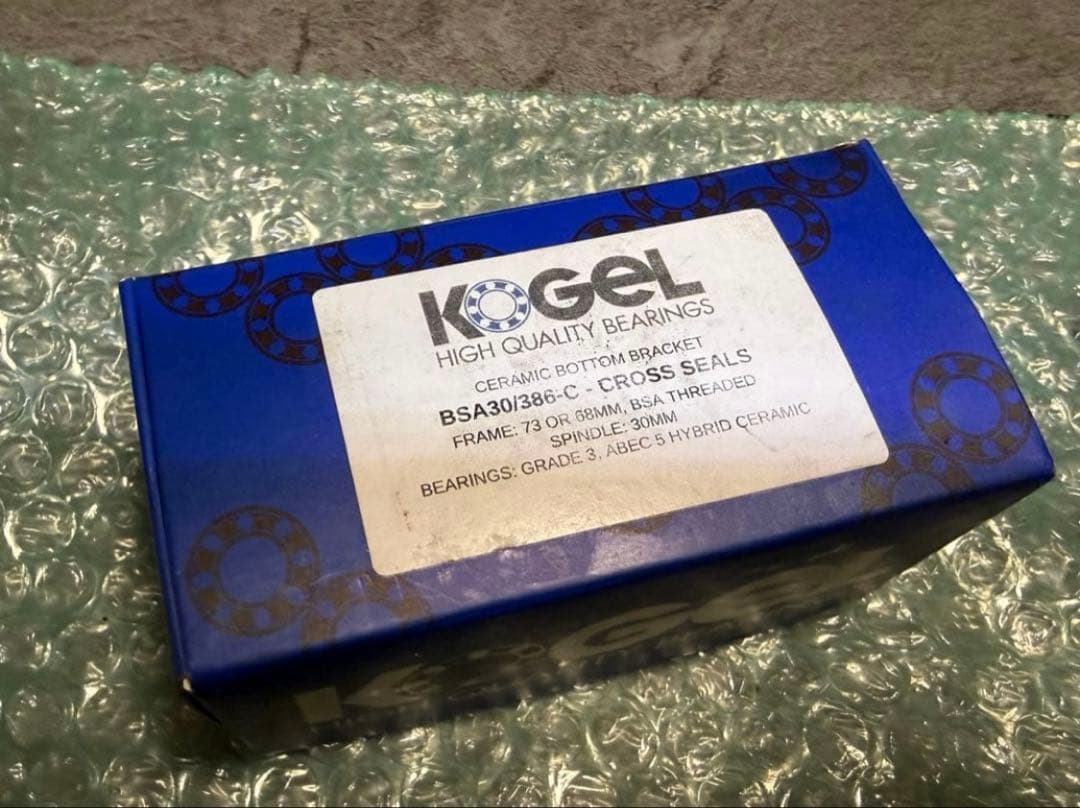 KOGEL
HIGH QUALITY BEARINGS
CERAMIC BOTTOM BRACKET
BSA30/386-C - CROSS SEALS
FRAME: 73 OR 68MM, BSA THREADED
SPINDLE: 30MM
BEARINGS: GRADE 3, ABEC 5 HYBRID CERAMIC